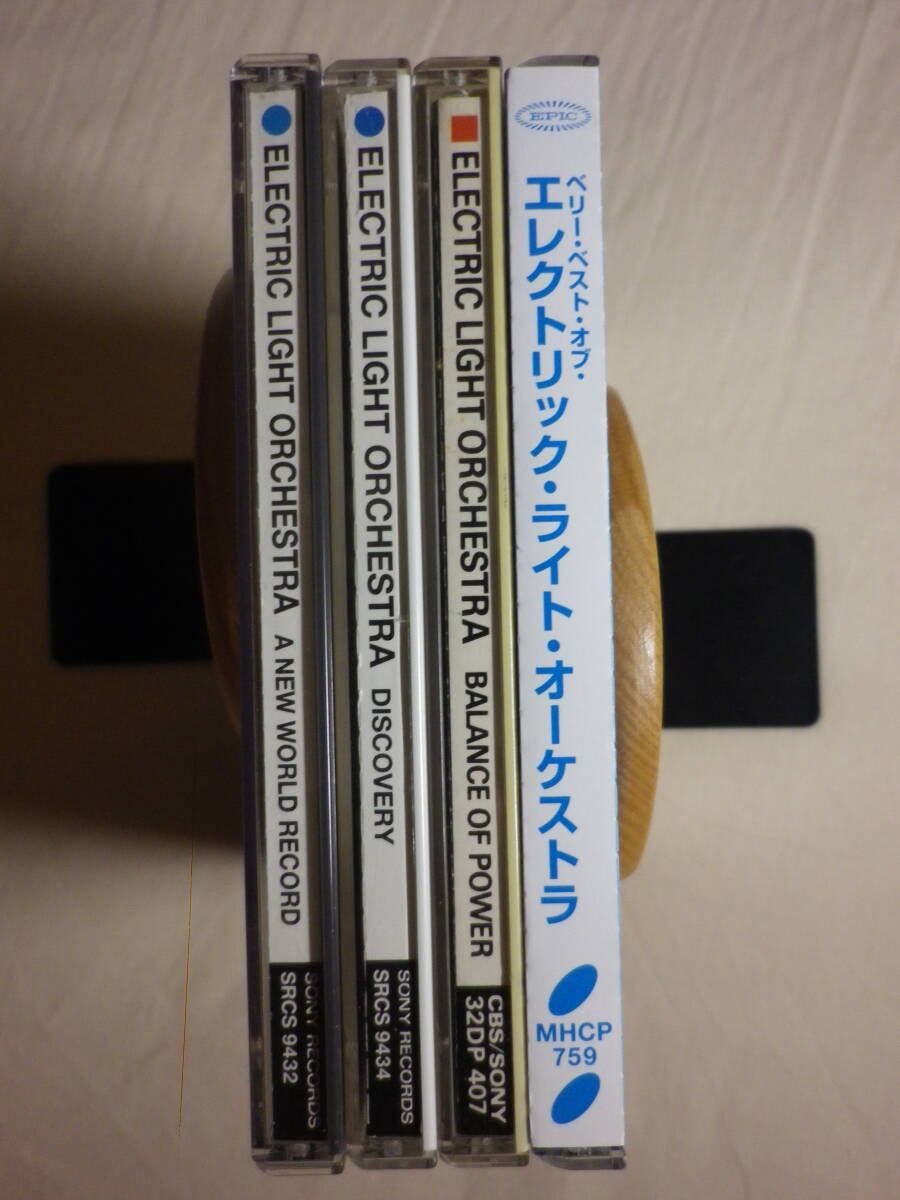 ELECTRIC LIGHT ORCHESTRA A NEW WORLD RECORD
SONY RECORDS
SRCS 9432
ELECTRIC LIGHT ORCHESTRA DISCOVERY
SONY RECORDS
SRCS 9434
ELECTRIC LIGHT ORCHESTRA BALANCE OF POWER
CBS/SONY
32DP 407
EPIC
ベリー・ベスト・オブ・
エレクトリック・ライト・オーケストラ
MHCP
759